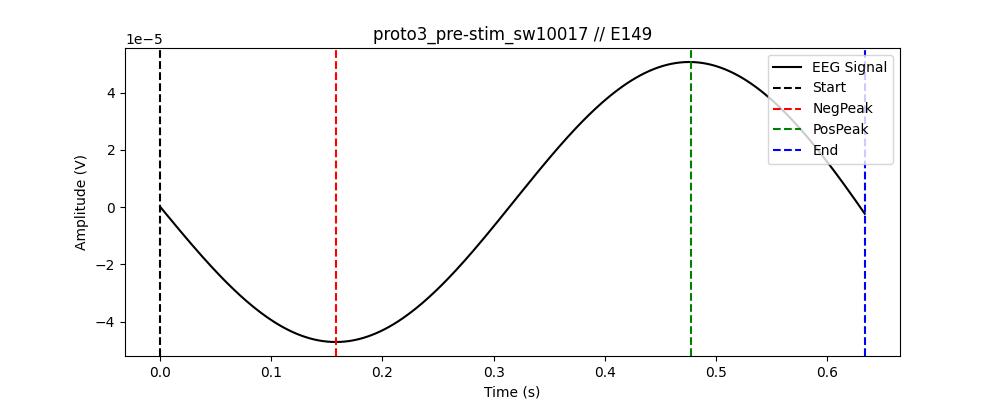 proto3_pre-stim_sw10017 // E149
1e−5
4
2
0
−2
−4
Amplitude (V)
EEG Signal
Start
NegPeak
PosPeak
End
0.0 0.1 0.2 0.3 0.4 0.5 0.6
Time (s)